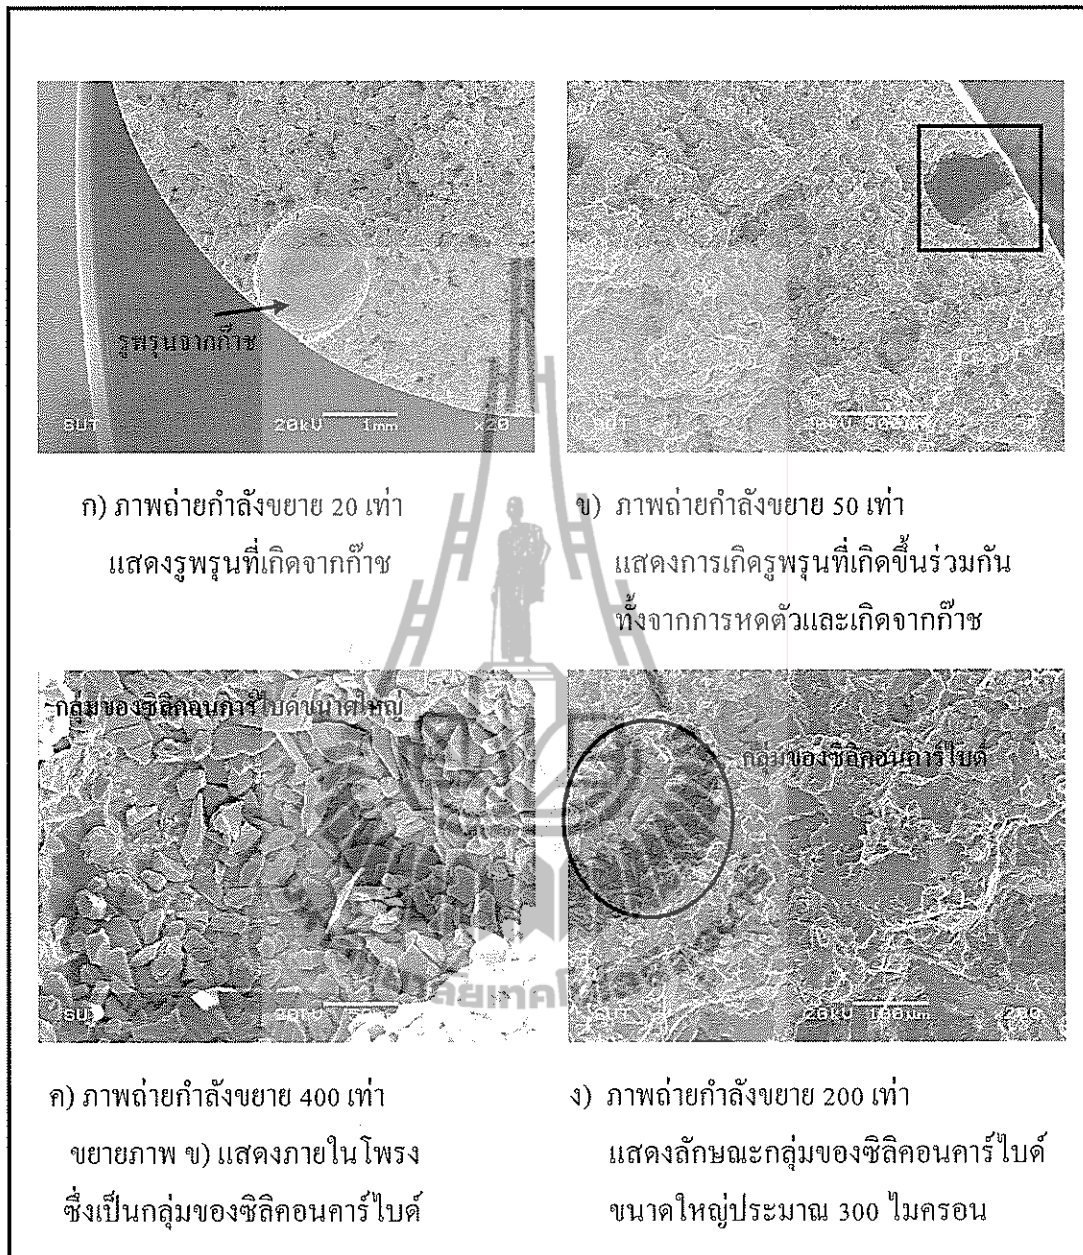 รูพรุนจากก๊าซ
SUT 20kU 1mm x20
ก) ภาพถ่ายกำลังขยาย 20 เท่า
แสดงรูพรุนที่เกิดจากก๊าซ
ข) ภาพถ่ายกำลังขยาย 50 เท่า
แสดงการเกิดรูพรุนที่เกิดขึ้นร่วมกัน
ทั้งจากการหดตัวและเกิดจากก๊าซ
กลุ่มของซิลิคอนคาร์ไบด์ขนาดใหญ่
กลุ่มของซิลิคอนคาร์ไบด์
20kU 100µm
ค) ภาพถ่ายกำลังขยาย 400 เท่า
ขยายภาพ ข) แสดงภายในโพรง
ซึ่งเป็นกลุ่มของซิลิคอนคาร์ไบด์
ง) ภาพถ่ายกำลังขยาย 200 เท่า
แสดงลักษณะกลุ่มของซิลิคอนคาร์ไบด์
ขนาดใหญ่ประมาณ 300 ไมครอน